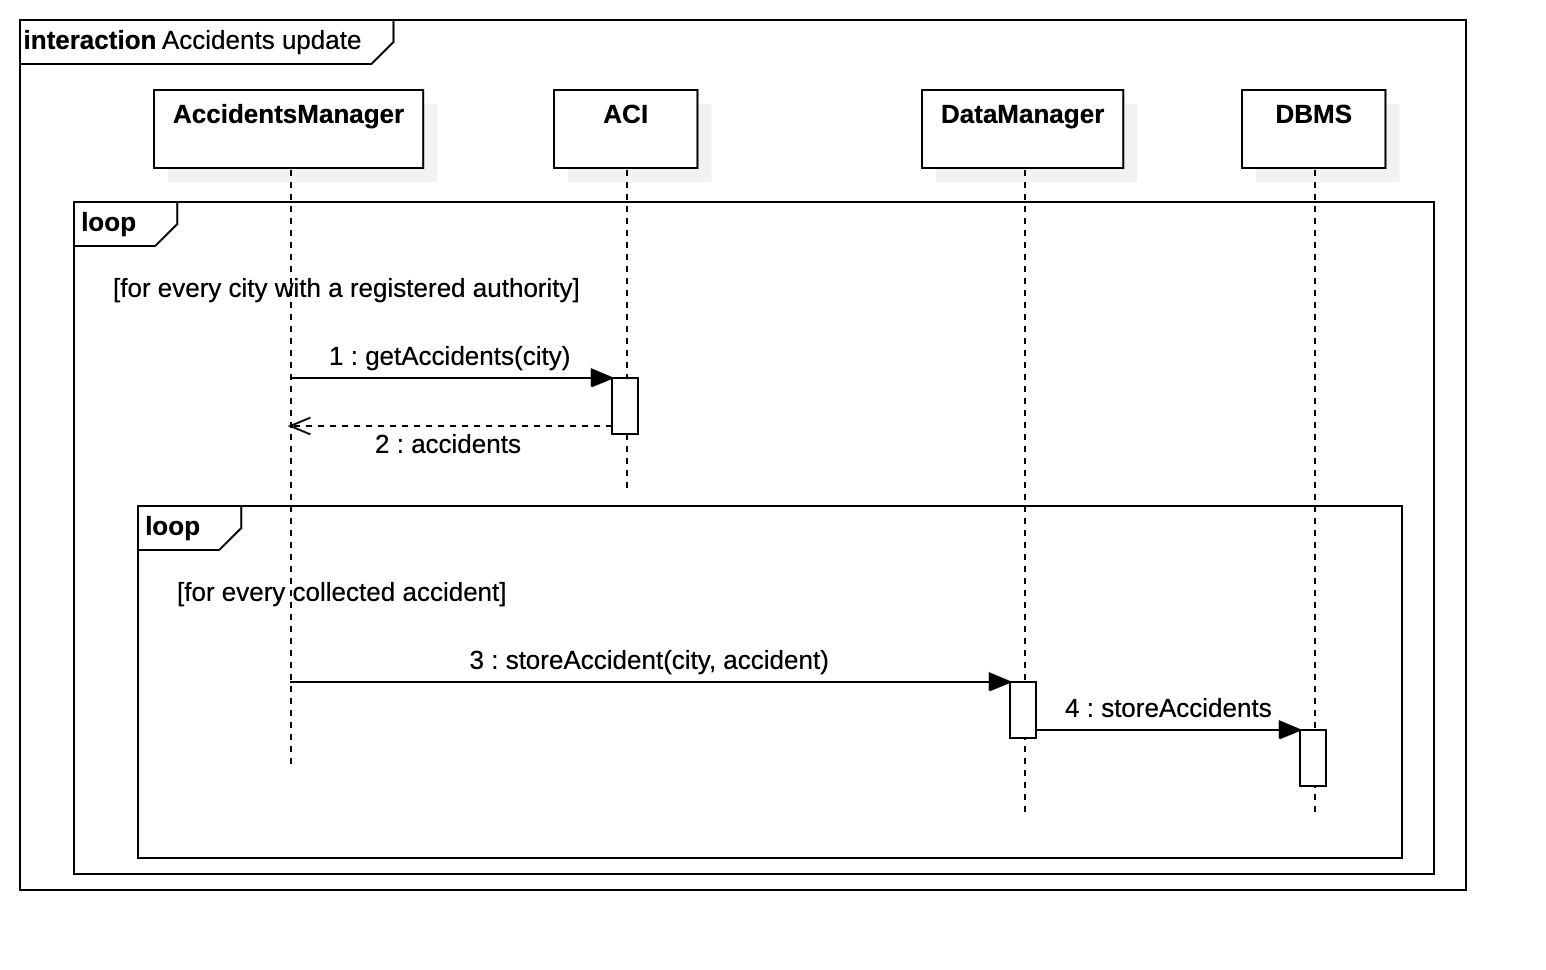 interaction Accidents update
AccidentsManager
ACI
DataManager
DBMS
loop
[for every city with a registered authority]
1 : getAccidents(city)
2 : accidents
loop
[for every collected accident]
3 : storeAccident(city, accident)
4 : storeAccidents